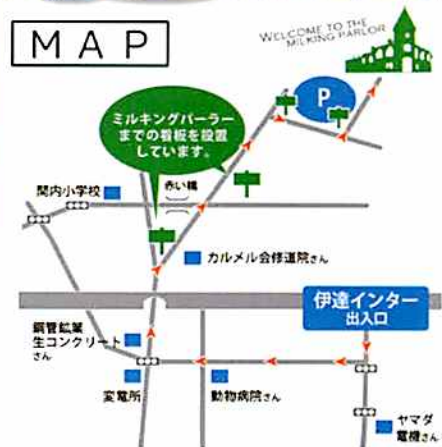 MAP
WELCOME TO THE
MILKING PARLOR
P
ミルキングパーラー
までの看板を設置
しています。
関内小学校
赤い橋
カルメル会修道院さん
伊達インター
出入口
鋼管鉱業
生コンクリート
さん
変電所
動物病院さん
ヤマダ
電機さん